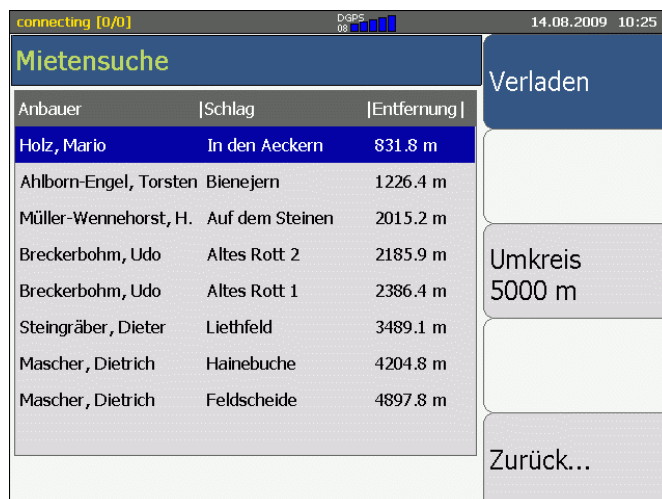 connecting [0/0] DGPS 08 14.08.2009 10:25
Mietensuche
Verladen
Anbauer |Schlag |Entfernung|
Holz, Mario In den Aeckern 831.8 m
Ahlborn-Engel, Torsten Bienejern 1226.4 m
Müller-Wennehorst, H. Auf dem Steinen 2015.2 m
Breckerbohm, Udo Altes Rott 2 2185.9 m
Breckerbohm, Udo Altes Rott 1 2386.4 m
Steingräber, Dieter Liethfeld 3489.1 m
Mascher, Dietrich Hainebuche 4204.8 m
Mascher, Dietrich Feldscheide 4897.8 m
Umkreis
5000 m
Zurück...